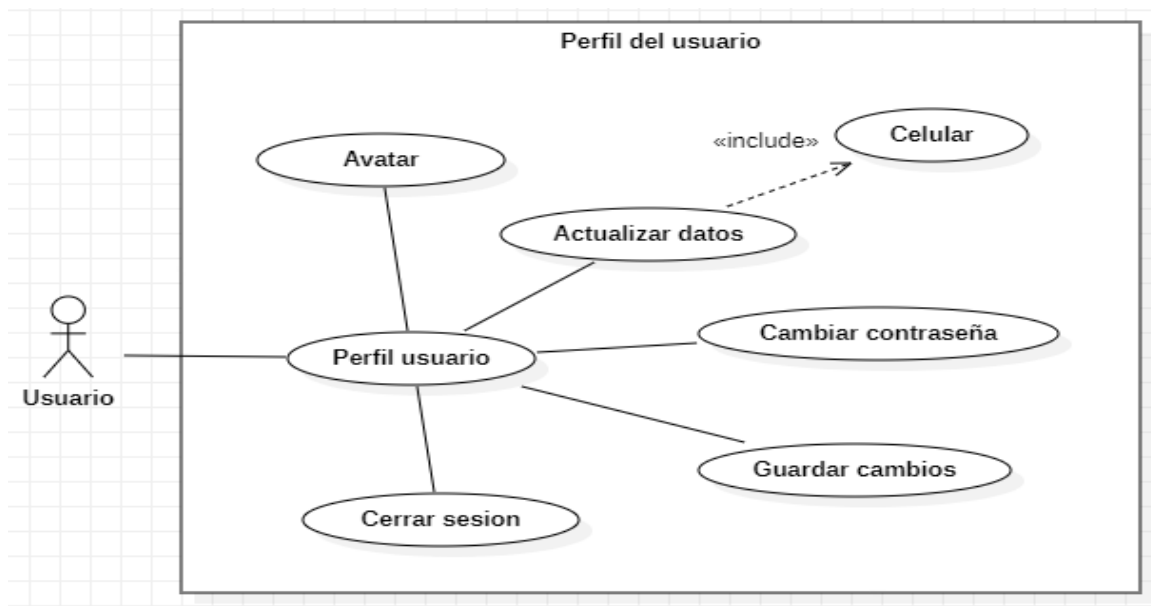 Perfil del usuario
Celular
«include»
Avatar
Actualizar datos
Cambiar contraseña
Perfil usuario
Usuario
Guardar cambios
Cerrar sesion